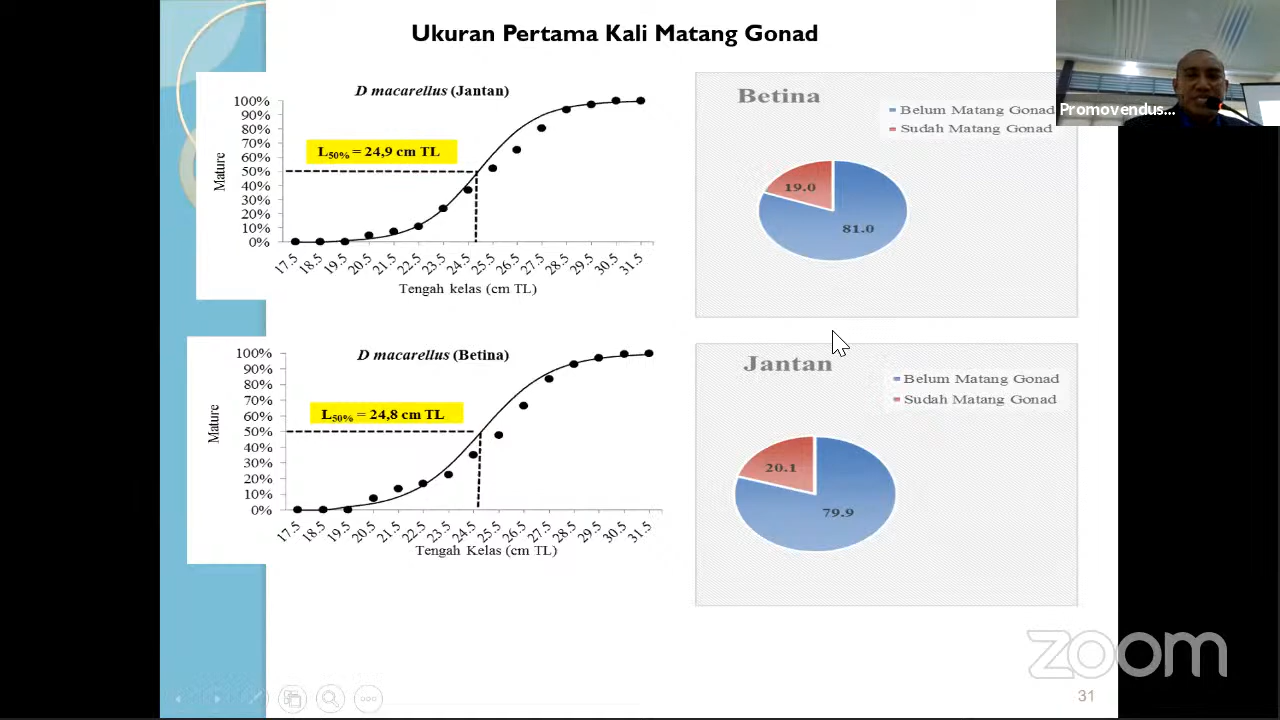 Ukuran Pertama Kali Matang Gonad
D macarellus (Jantan)
100%
90%
80%
70%
60%
50%
40%
30%
20%
10%
0%
Mature
L50% = 24,9 cm TL
17.5 18.5 19.5 20.5 21.5 22.5 23.5 24.5 25.5 26.5 27.5 28.5 29.5 30.5 31.5
Tengah kelas (cm TL)
Betina
Belum Matang Gonad
Sudah Matang Gonad
19.0
81.0
Promovendus...
D macarellus (Betina)
100%
90%
80%
70%
60%
50%
40%
30%
20%
10%
0%
Mature
L50% = 24,8 cm TL
17.5 18.5 19.5 20.5 21.5 22.5 23.5 24.5 25.5 26.5 27.5 28.5 29.5 30.5 31.5
Tengah Kelas (cm TL)
Jantan
Belum Matang Gonad
Sudah Matang Gonad
20.1
79.9
zoom
31